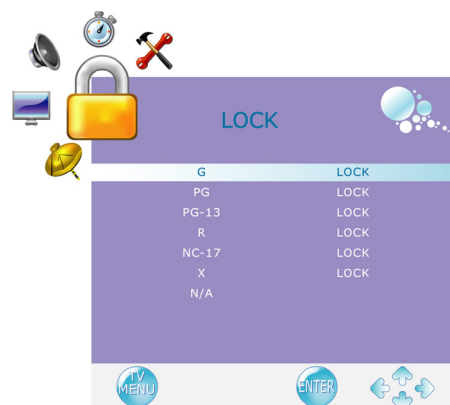 LOCK
G LOCK
PG LOCK
PG-13 LOCK
R LOCK
NC-17 LOCK
X LOCK
N/A
TV
MENU
ENTER